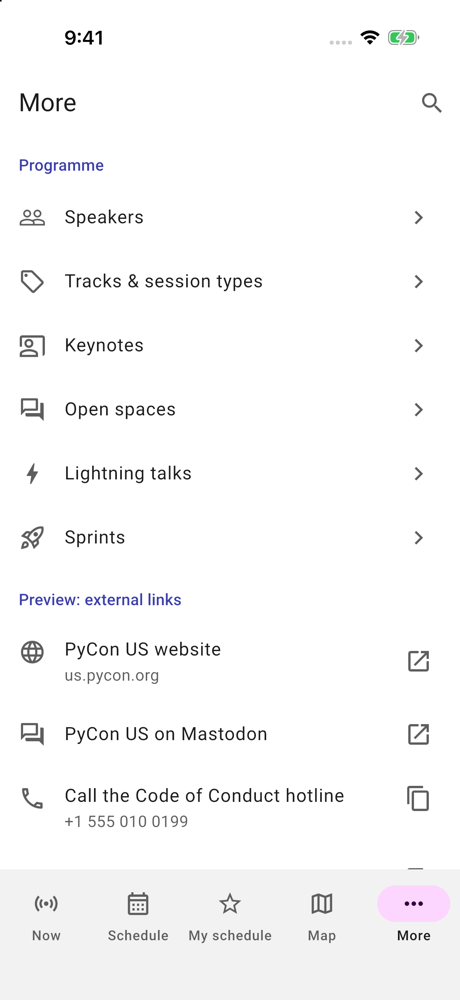 9:41
More
Programme
Speakers
Tracks & session types
Keynotes
Open spaces
Lightning talks
Sprints
Preview: external links
PyCon US website
us.pycon.org
PyCon US on Mastodon
Call the Code of Conduct hotline
+1 555 010 0199
Now
Schedule
My schedule
Map
More